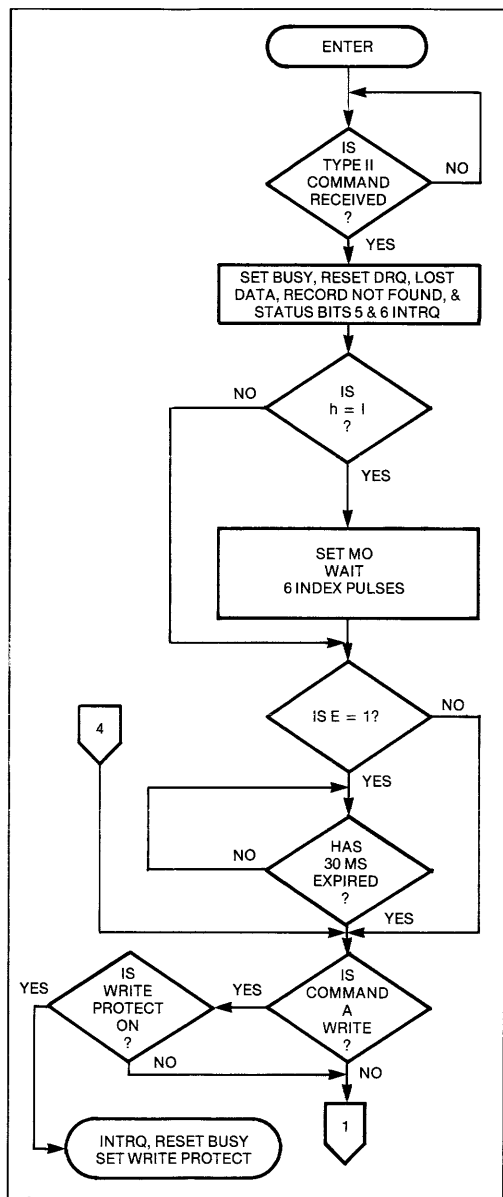 ENTER
IS
TYPE II
COMMAND
RECEIVED
?
NO
YES
SET BUSY, RESET DRQ, LOST
DATA, RECORD NOT FOUND, &
STATUS BITS 5 & 6 INTRQ
NO
IS
h = I
?
YES
SET MO
WAIT
6 INDEX PULSES
IS E = 1?
NO
4
YES
HAS
30 MS
EXPIRED
?
NO
YES
IS
COMMAND
A
WRITE
?
YES
IS
WRITE
PROTECT
ON
?
YES
NO
NO
1
INTRQ, RESET BUSY
SET WRITE PROTECT